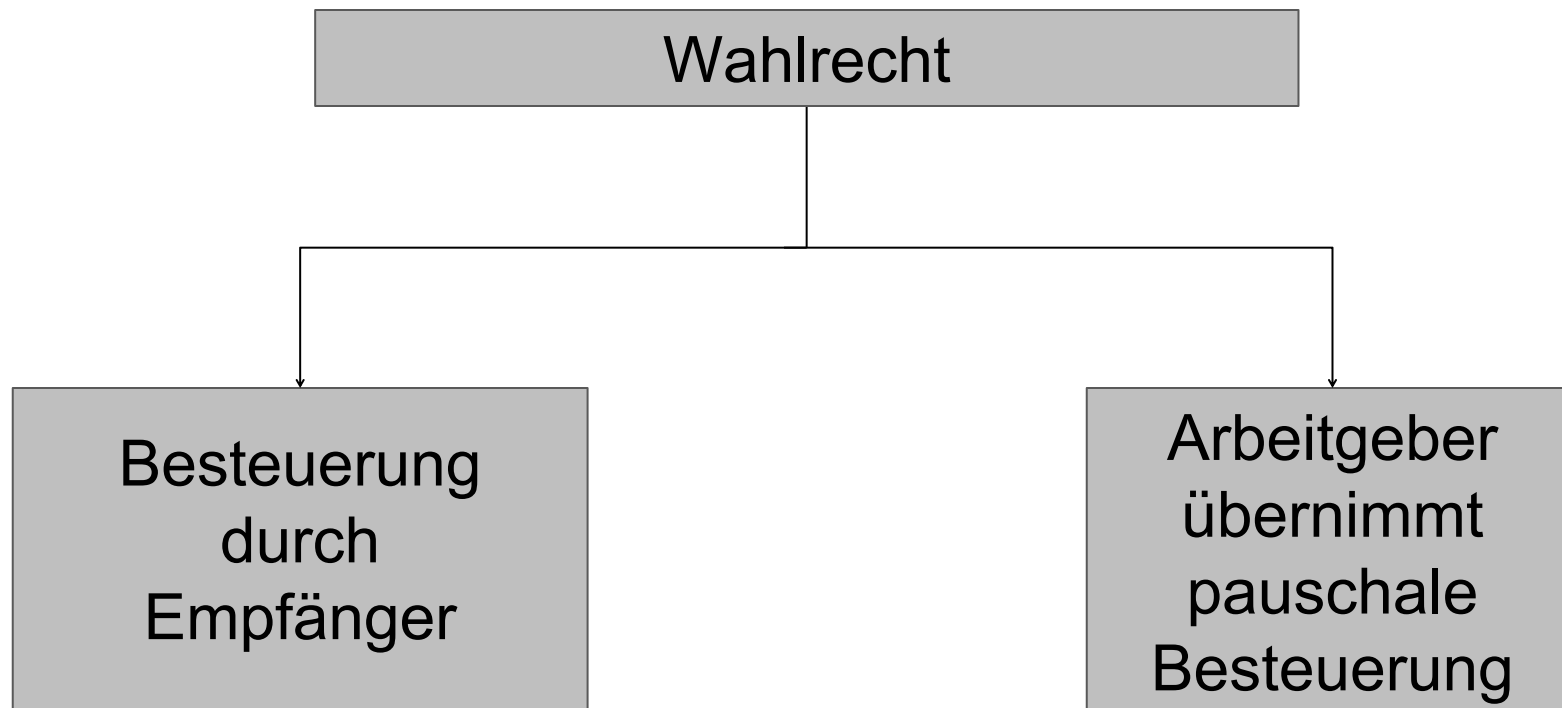 Wahlrecht
Besteuerung
durch
Empfänger
Arbeitgeber
übernimmt
pauschale
Besteuerung